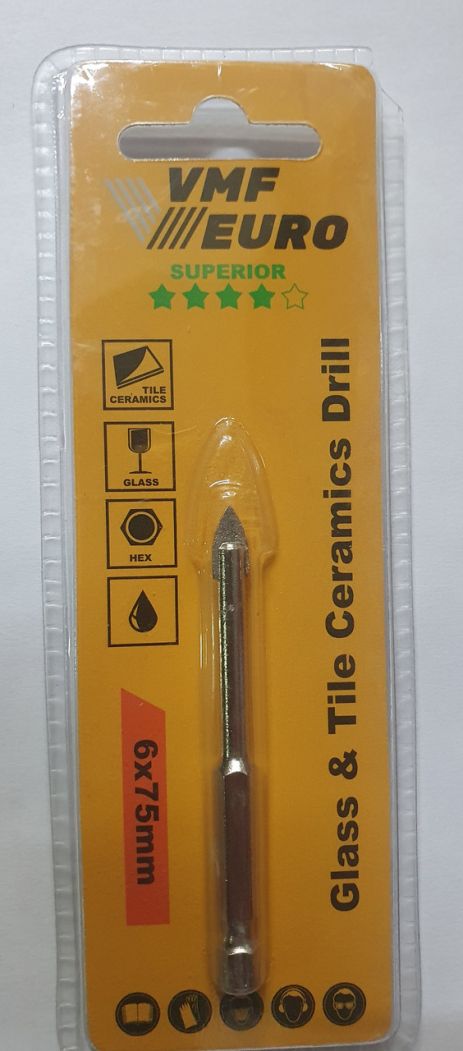 VMF
EURO
SUPERIOR
TILE
CERAMICS
GLASS
HEX
6x75mm
Glass & Tile Ceramics Drill